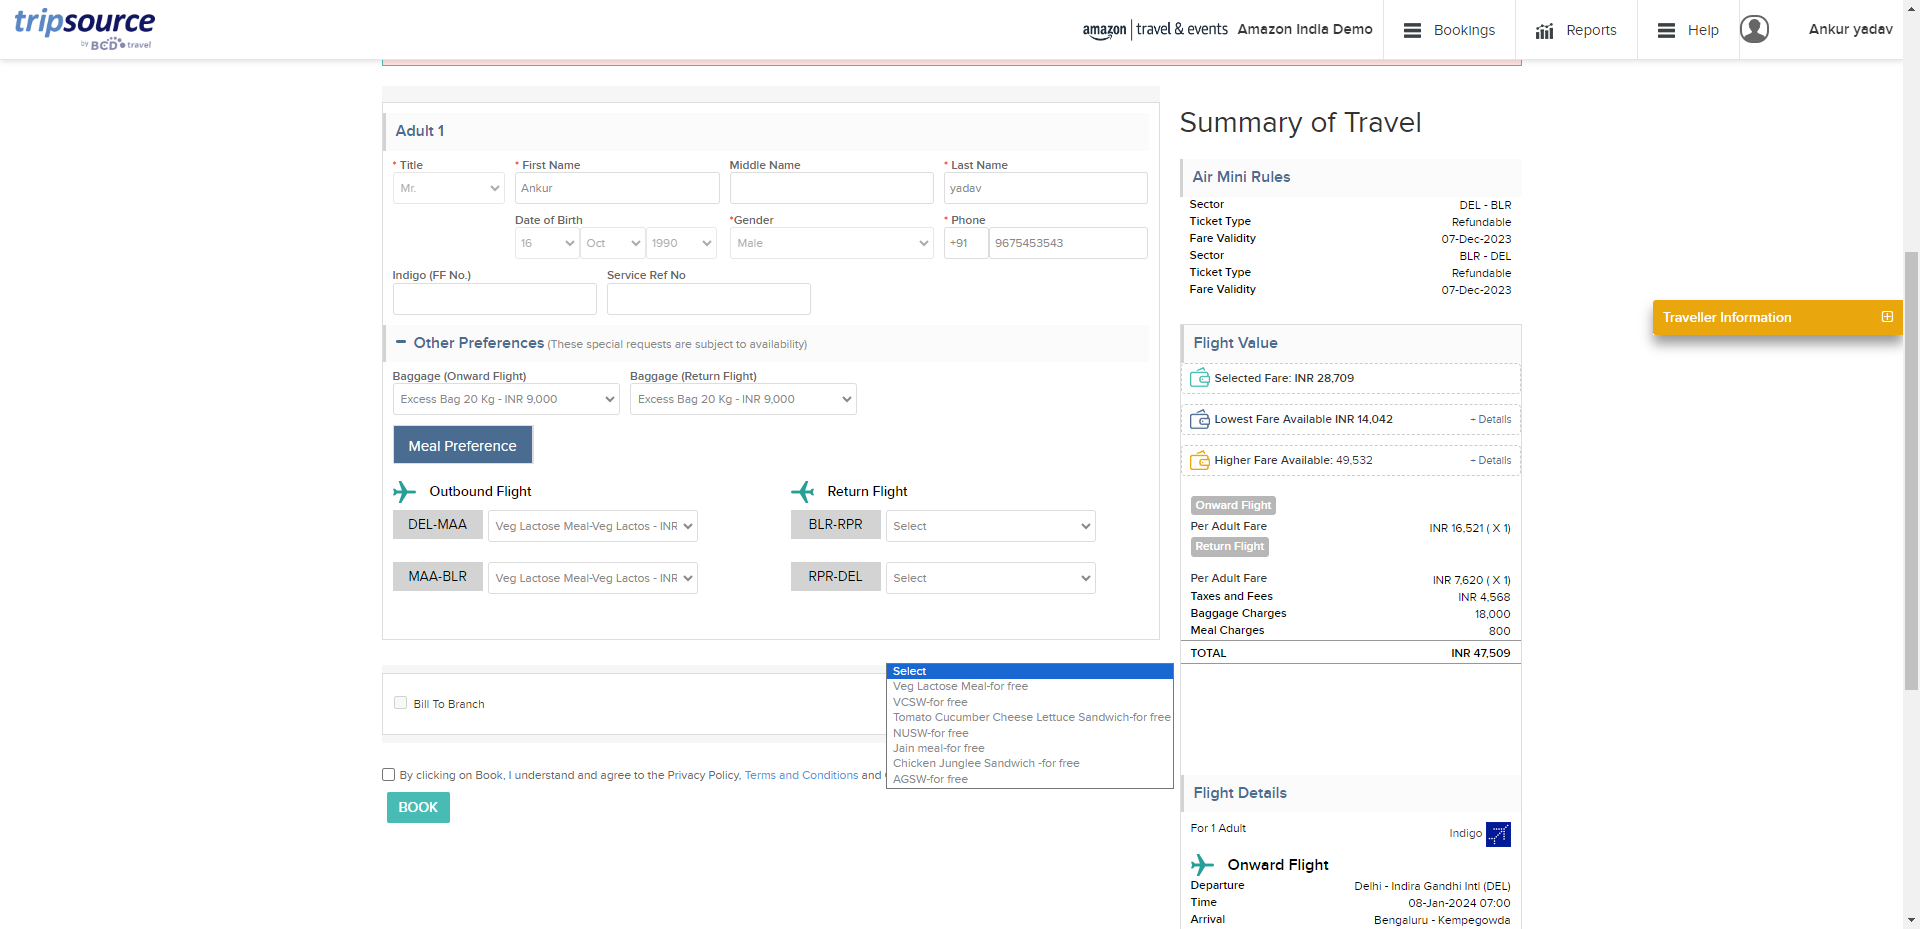 tripsource
by BCD travel
amazon | travel & events Amazon India Demo
Bookings
Reports
Help
Ankur yadav
Adult 1
* Title
* First Name
Middle Name
* Last Name
Mr.
Ankur
yadav
Date of Birth
*Gender
* Phone
16
Oct
1990
Male
+91
9675453543
Indigo (FF No.)
Service Ref No
Other Preferences (These special requests are subject to availability)
Baggage (Onward Flight)
Baggage (Return Flight)
Excess Bag 20 Kg - INR 9,000
Excess Bag 20 Kg - INR 9,000
Meal Preference
Outbound Flight
Return Flight
DEL-MAA
Veg Lactose Meal-Veg Lactos - INR
BLR-RPR
Select
MAA-BLR
Veg Lactose Meal-Veg Lactos - INR
RPR-DEL
Select
Select
Veg Lactose Meal-for free
VCSW-for free
Tomato Cucumber Cheese Lettuce Sandwich-for free
NUSW-for free
Jain meal-for free
Chicken Junglee Sandwich -for free
AGSW-for free
Bill To Branch
By clicking on Book, I understand and agree to the Privacy Policy, Terms and Conditions and
BOOK
Summary of Travel
Air Mini Rules
Sector DEL - BLR
Ticket Type Refundable
Fare Validity 07-Dec-2023
Sector BLR - DEL
Ticket Type Refundable
Fare Validity 07-Dec-2023
Traveller Information
Flight Value
Selected Fare: INR 28,709
Lowest Fare Available INR 14,042 + Details
Higher Fare Available: 49,532 + Details
Onward Flight
Per Adult Fare INR 16,521 ( X 1)
Return Flight
Per Adult Fare INR 7,620 ( X 1)
Taxes and Fees INR 4,568
Baggage Charges 18,000
Meal Charges 800
TOTAL INR 47,509
Flight Details
For 1 Adult Indigo
Onward Flight
Departure Delhi - Indira Gandhi Intl (DEL)
Time 08-Jan-2024 07:00
Arrival Bengaluru - Kempegowda